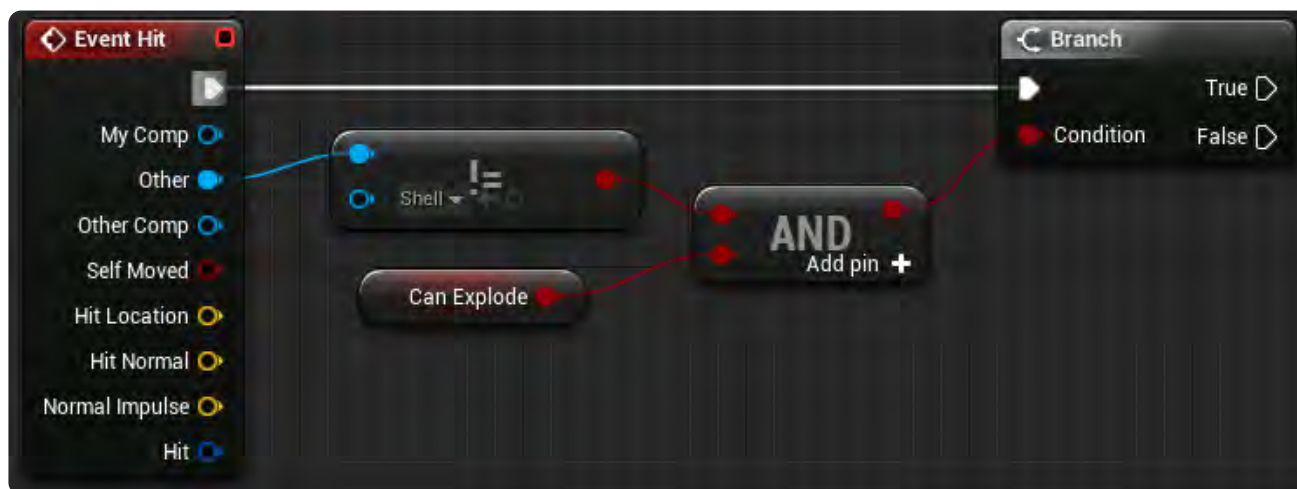 Event Hit
My Comp
Other
Other Comp
Self Moved
Hit Location
Hit Normal
Normal Impulse
Hit
!=
Shell
Can Explode
AND
Add pin
Branch
True
Condition
False